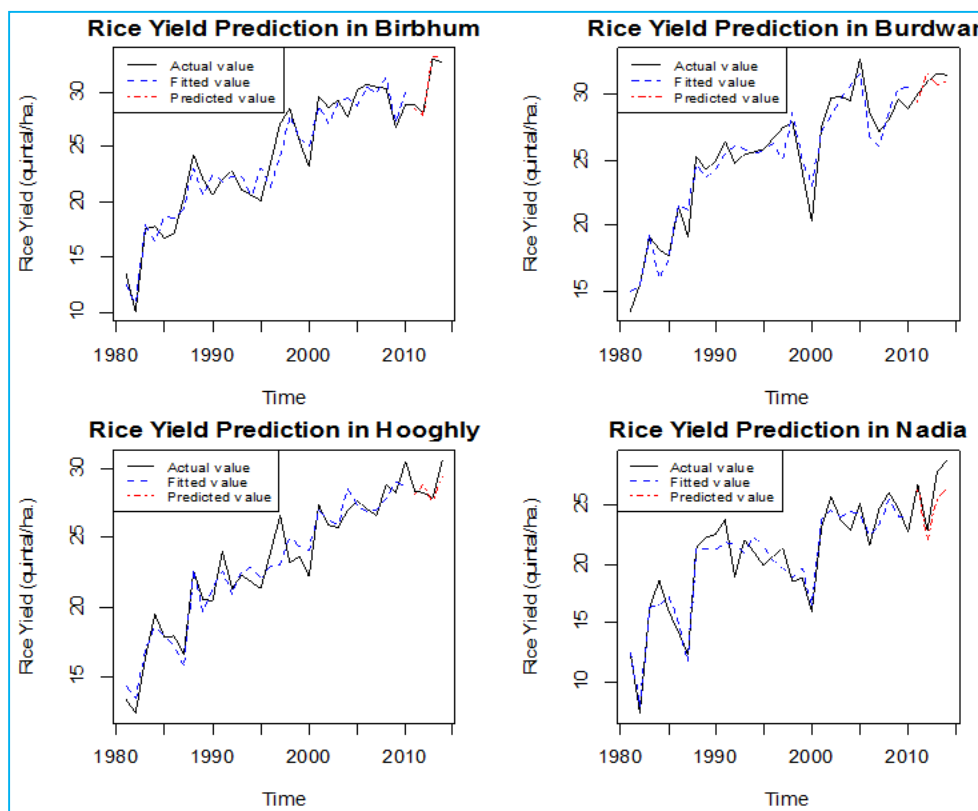 Rice Yield Prediction in Birbhum
Actual value
Fitted value
Predicted value
Rice Yield (quintal/ha.)
10 15 20 25 30
1980 1990 2000 2010
Time
Rice Yield Prediction in Burdwan
Actual value
Fitted value
Predicted value
Rice Yield (quintal/ha.)
15 20 25 30
1980 1990 2000 2010
Time
Rice Yield Prediction in Hooghly
Actual value
Fitted value
Predicted value
Rice Yield (quintal/ha.)
15 20 25 30
1980 1990 2000 2010
Time
Rice Yield Prediction in Nadia
Actual value
Fitted value
Predicted value
Rice Yield (quintal/ha.)
10 15 20 25
1980 1990 2000 2010
Time